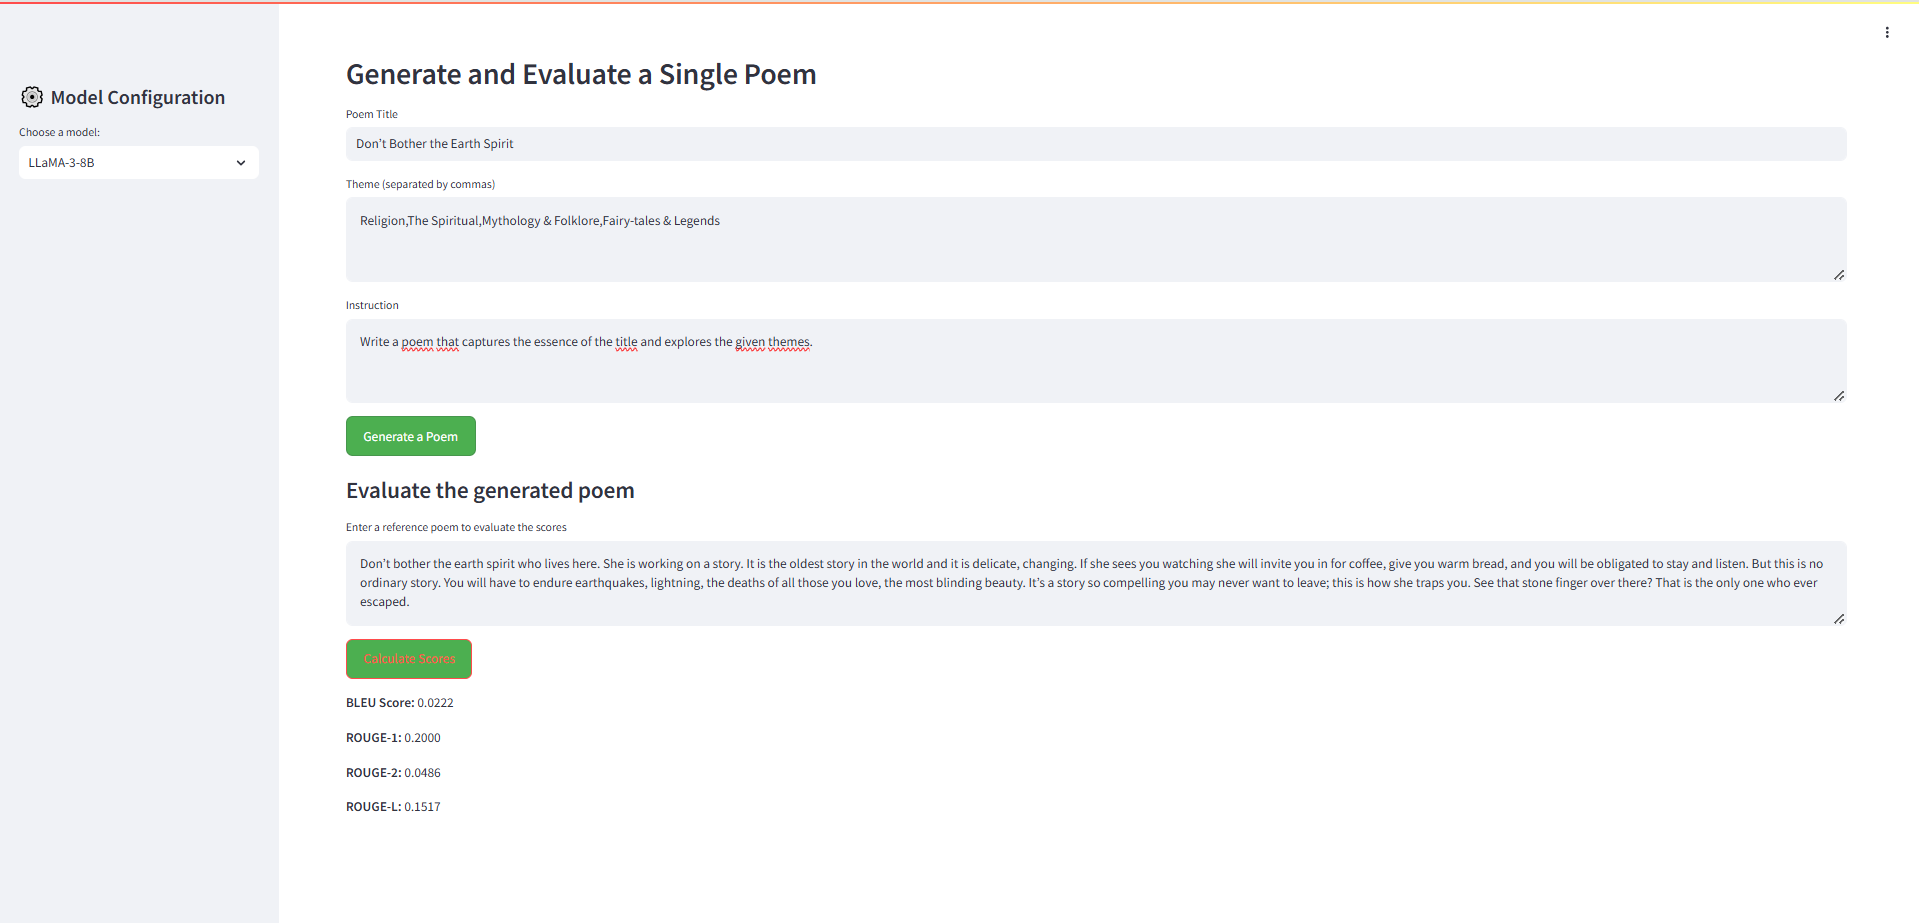 Model Configuration
Choose a model:
LLaMA-3-8B
Generate and Evaluate a Single Poem
Poem Title
Don’t Bother the Earth Spirit
Theme (separated by commas)
Religion,The Spiritual,Mythology & Folklore,Fairy-tales & Legends
Instruction
Write a poem that captures the essence of the title and explores the given themes.
Generate a Poem
Evaluate the generated poem
Enter a reference poem to evaluate the scores
Don’t bother the earth spirit who lives here. She is working on a story. It is the oldest story in the world and it is delicate, changing. If she sees you watching she will invite you in for coffee, give you warm bread, and you will be obligated to stay and listen. But this is no
ordinary story. You will have to endure earthquakes, lightning, the deaths of all those you love, the most blinding beauty. It’s a story so compelling you may never want to leave; this is how she traps you. See that stone finger over there? That is the only one who ever
escaped.
Calculate Scores
BLEU Score: 0.0222
ROUGE-1: 0.2000
ROUGE-2: 0.0486
ROUGE-L: 0.1517